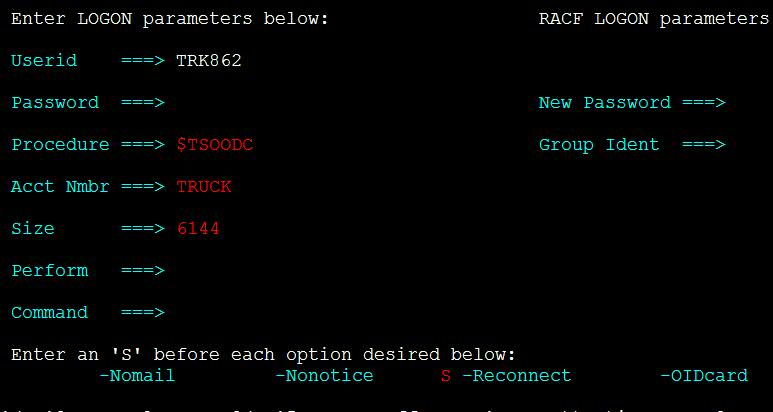 Enter LOGON parameters below: RACF LOGON parameters
Userid ===> TRK862
Password ===> New Password ===>
Procedure ===> $TSOODC Group Ident ===>
Acct Nmbr ===> TRUCK
Size ===> 6144
Perform ===>
Command ===>
Enter an 'S' before each option desired below:
-Nomail -Nonotice S -Reconnect -OIDcard